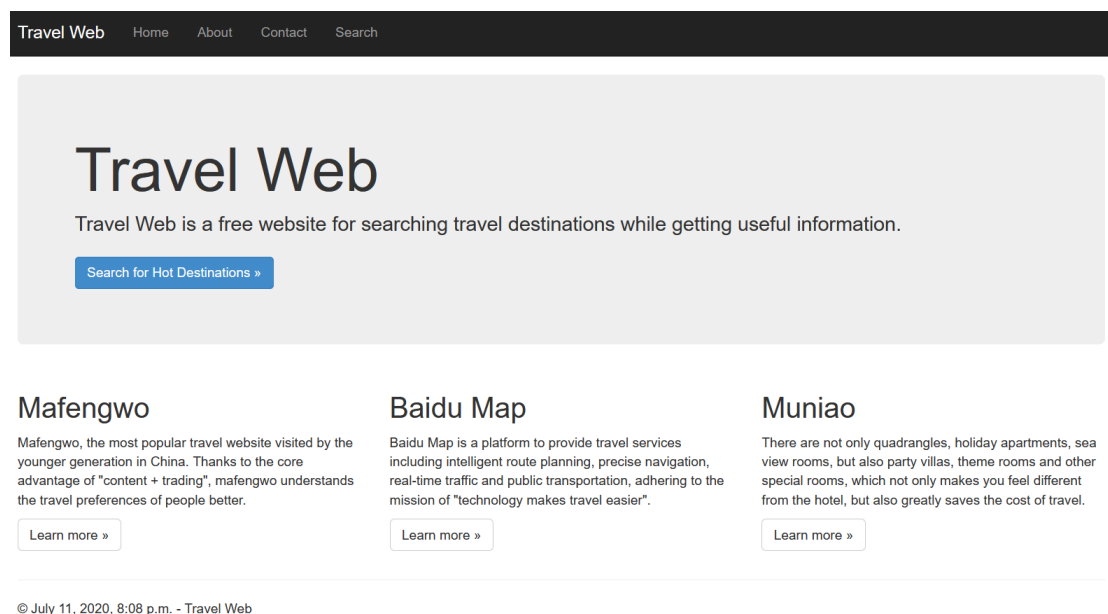 Travel Web Home About Contact Search
Travel Web
Travel Web is a free website for searching travel destinations while getting useful information.
Search for Hot Destinations »
Mafengwo
Mafengwo, the most popular travel website visited by the
younger generation in China. Thanks to the core
advantage of "content + trading", mafengwo understands
the travel preferences of people better.
Learn more »
Baidu Map
Baidu Map is a platform to provide travel services
including intelligent route planning, precise navigation,
real-time traffic and public transportation, adhering to the
mission of "technology makes travel easier".
Learn more »
Muniao
There are not only quadrangles, holiday apartments, sea
view rooms, but also party villas, theme rooms and other
special rooms, which not only makes you feel different
from the hotel, but also greatly saves the cost of travel.
Learn more »
© July 11, 2020, 8:08 p.m. - Travel Web